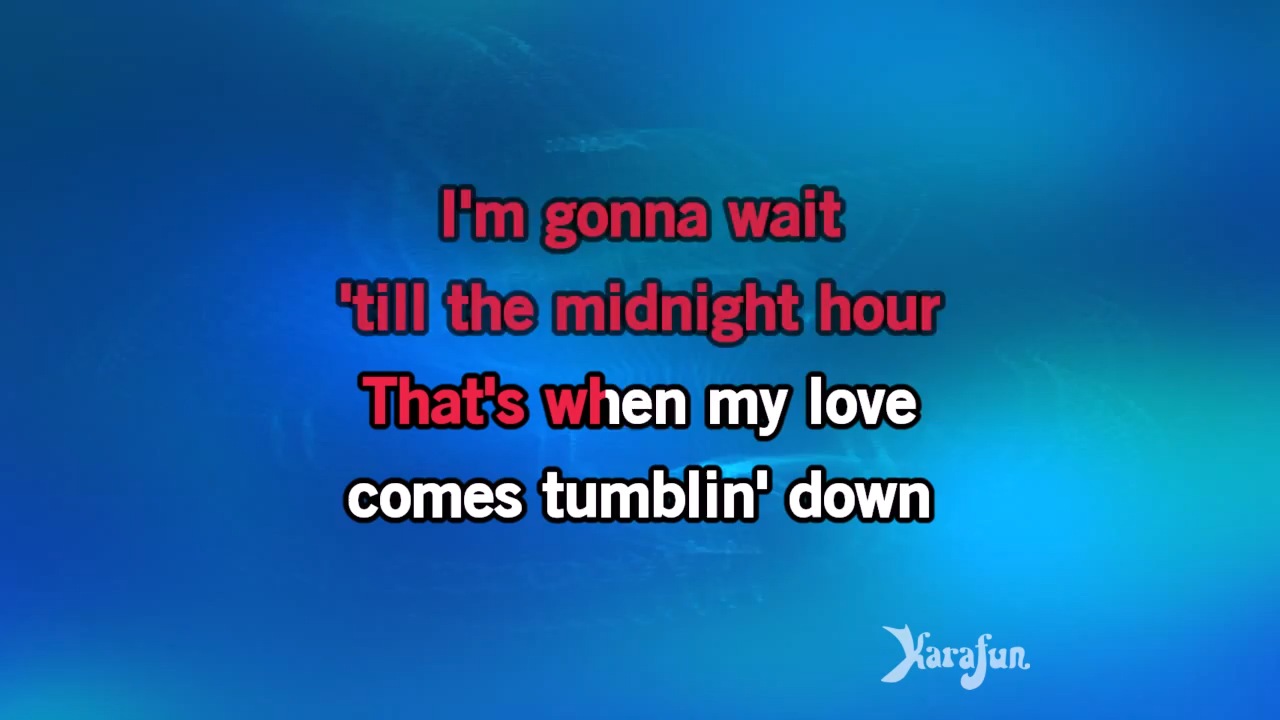 I'm gonna wait
'till the midnight hour
That's when my love
comes tumblin' down
Karafun